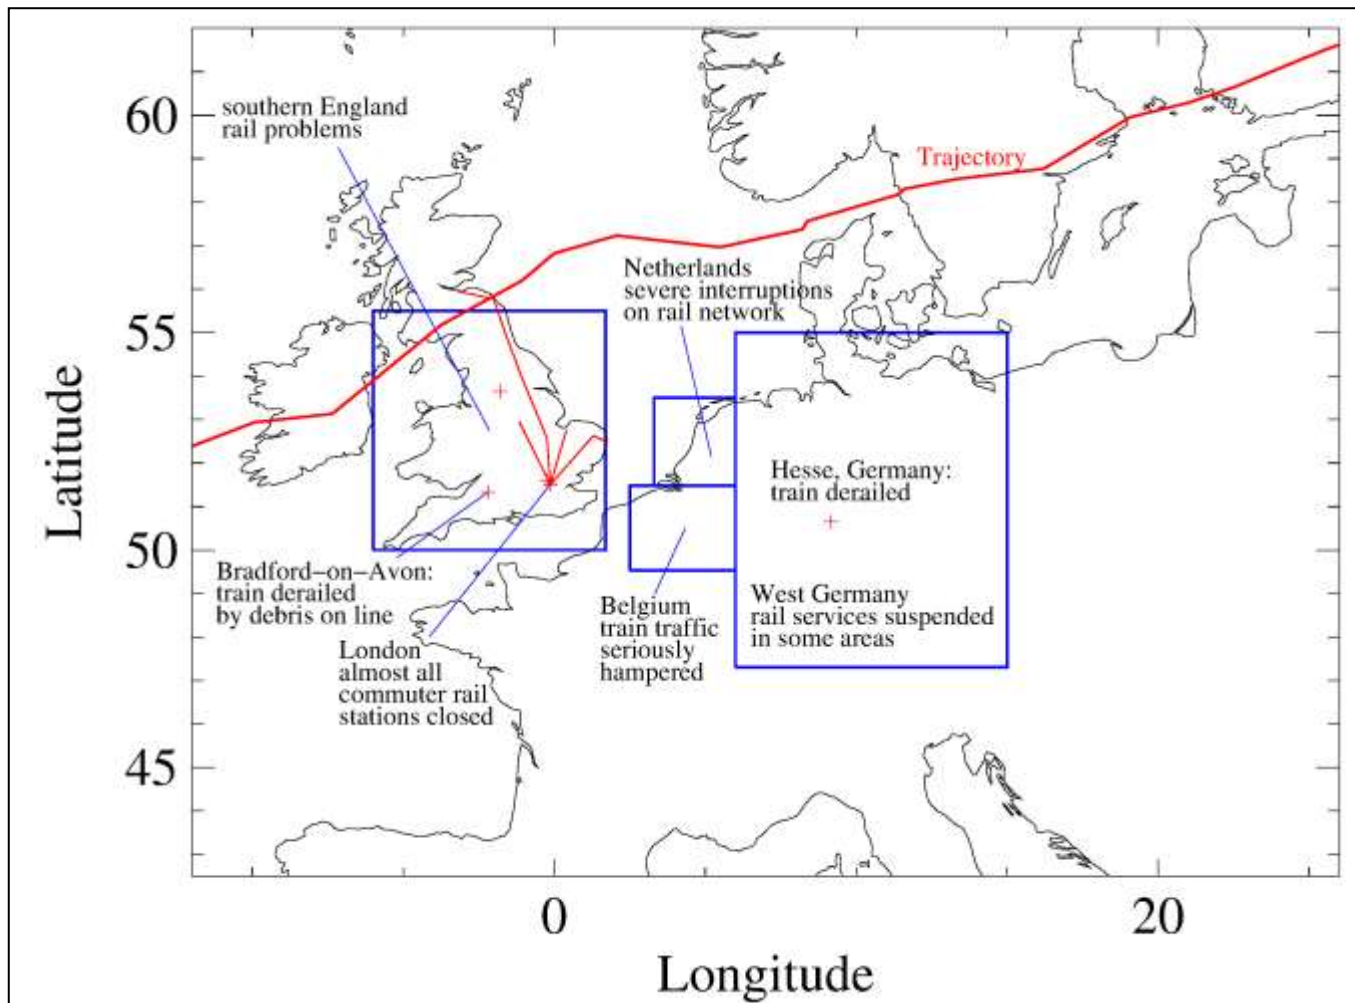 southern England
rail problems
Trajectory
Netherlands
severe interruptions
on rail network
Hesse, Germany:
train derailed
Bradford-on-Avon:
train derailed
by debris on line
London
almost all
commuter rail
stations closed
Belgium
train traffic
seriously
hampered
West Germany
rail services suspended
in some areas
60
55
50
45
Latitude
0
20
Longitude